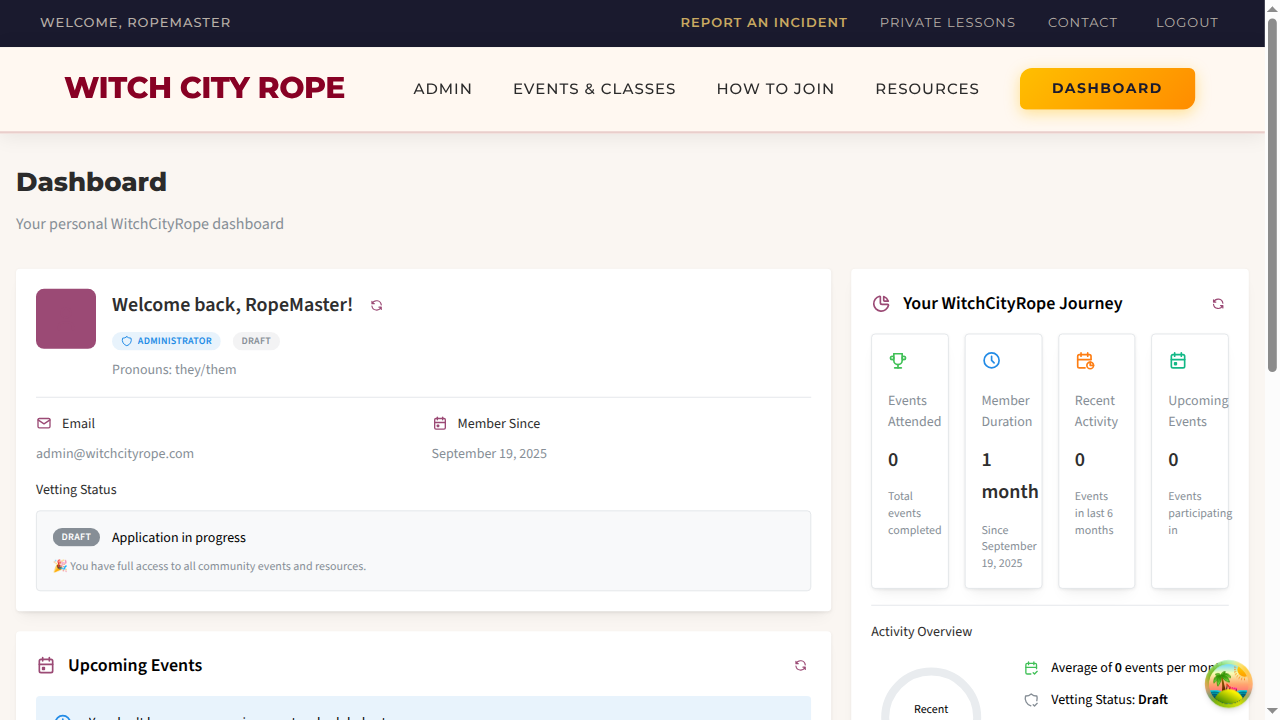 WELCOME, ROPEMASTER
REPORT AN INCIDENT
PRIVATE LESSONS
CONTACT
LOGOUT
WITCH CITY ROPE
ADMIN
EVENTS & CLASSES
HOW TO JOIN
RESOURCES
DASHBOARD
Dashboard
Your personal WitchCityRope dashboard
Welcome back, RopeMaster!
ADMINISTRATOR
DRAFT
Pronouns: they/them
Email
admin@witchcityrope.com
Member Since
September 19, 2025
Vetting Status
DRAFT
Application in progress
🎉 You have full access to all community events and resources.
Upcoming Events
Your WitchCityRope Journey
Events
Attended
0
Total
events
completed
Member
Duration
1
month
Since
September
19, 2025
Recent
Activity
0
Events
in last 6
months
Upcoming
Events
0
Events
participating
in
Activity Overview
Recent
Average of 0 events per
Vetting Status: Draft